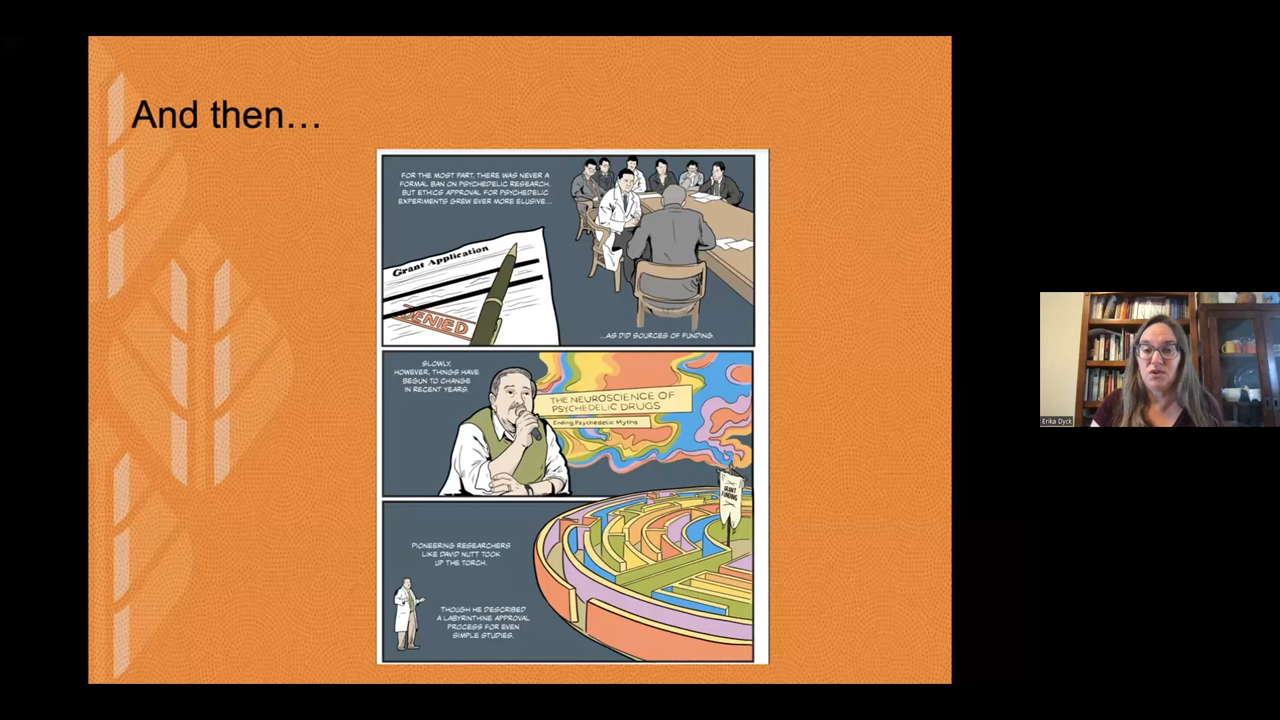 And then…
FOR THE MOST PART, THERE WAS NEVER A
FORMAL BAN ON PSYCHEDELIC RESEARCH.
BUT ETHICS APPROVAL FOR PSYCHEDELIC
EXPERIMENTS GREW EVER MORE ELUSIVE...
Grant Application
DENIED
...AS DID SOURCES OF FUNDING.
SLOWLY,
HOWEVER, THINGS HAVE
BEGUN TO CHANGE
IN RECENT YEARS.
THE NEUROSCIENCE OF
PSYCHEDELIC DRUGS
Ending Psychedelic Myths
GRANT
FUNDING
PIONEERING RESEARCHERS
LIKE DAVID NUTT TOOK
UP THE TORCH.
THOUGH HE DESCRIBED
A LABYRINTHINE APPROVAL
PROCESS FOR EVEN
SIMPLE STUDIES.
Erika Dyck